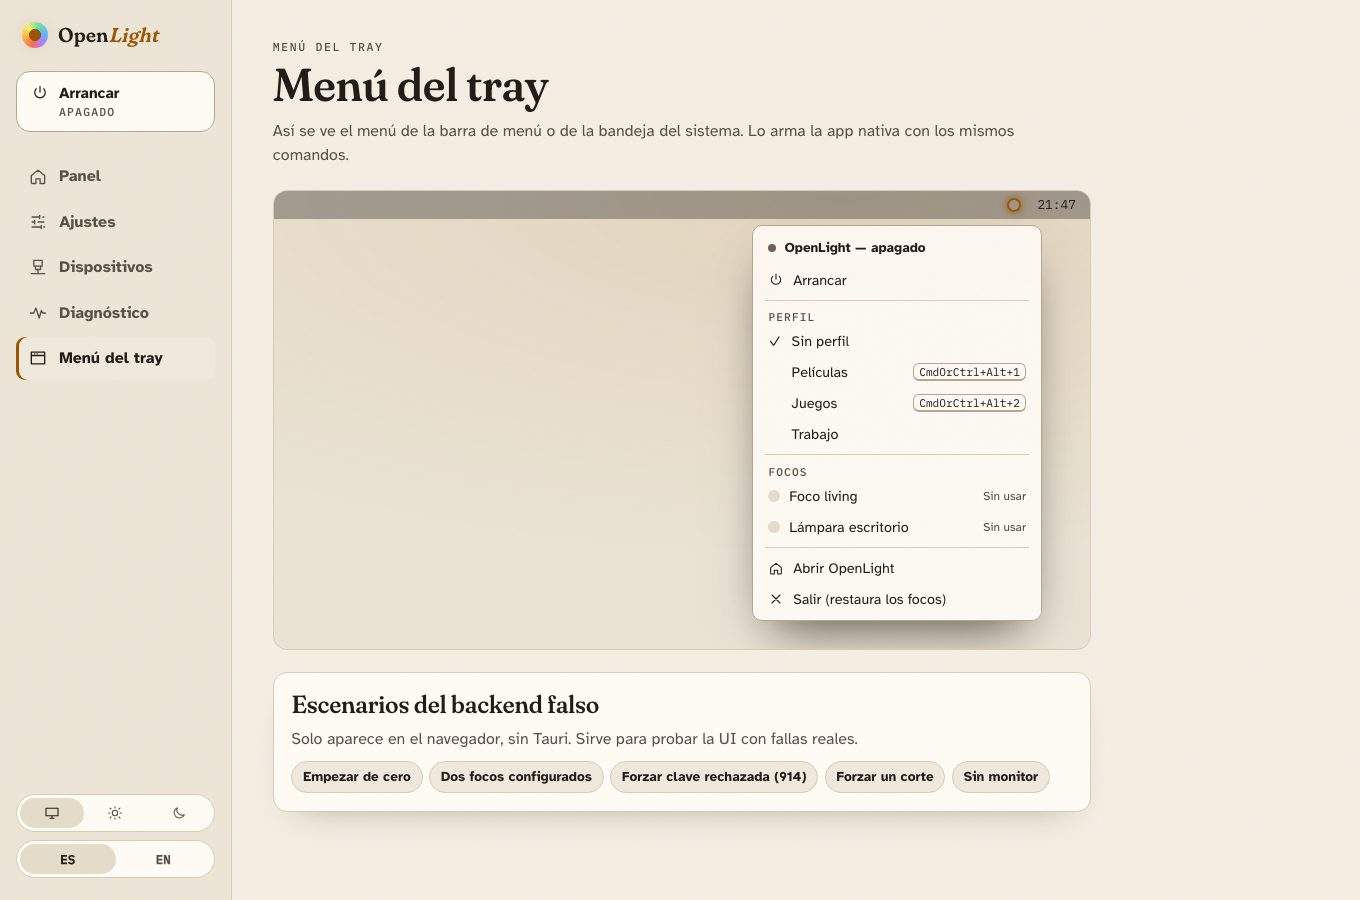 OpenLight
Arrancar
APAGADO
Panel
Ajustes
Dispositivos
Diagnóstico
Menú del tray
ES
EN
MENÚ DEL TRAY
Menú del tray
Así se ve el menú de la barra de menú o de la bandeja del sistema. Lo arma la app nativa con los mismos
comandos.
21:47
OpenLight — apagado
Arrancar
PERFIL
Sin perfil
Películas CmdOrCtrl+Alt+1
Juegos CmdOrCtrl+Alt+2
Trabajo
FOCOS
Foco living Sin usar
Lámpara escritorio Sin usar
Abrir OpenLight
Salir (restaura los focos)
Escenarios del backend falso
Solo aparece en el navegador, sin Tauri. Sirve para probar la UI con fallas reales.
Empezar de cero Dos focos configurados Forzar clave rechazada (914) Forzar un corte Sin monitor